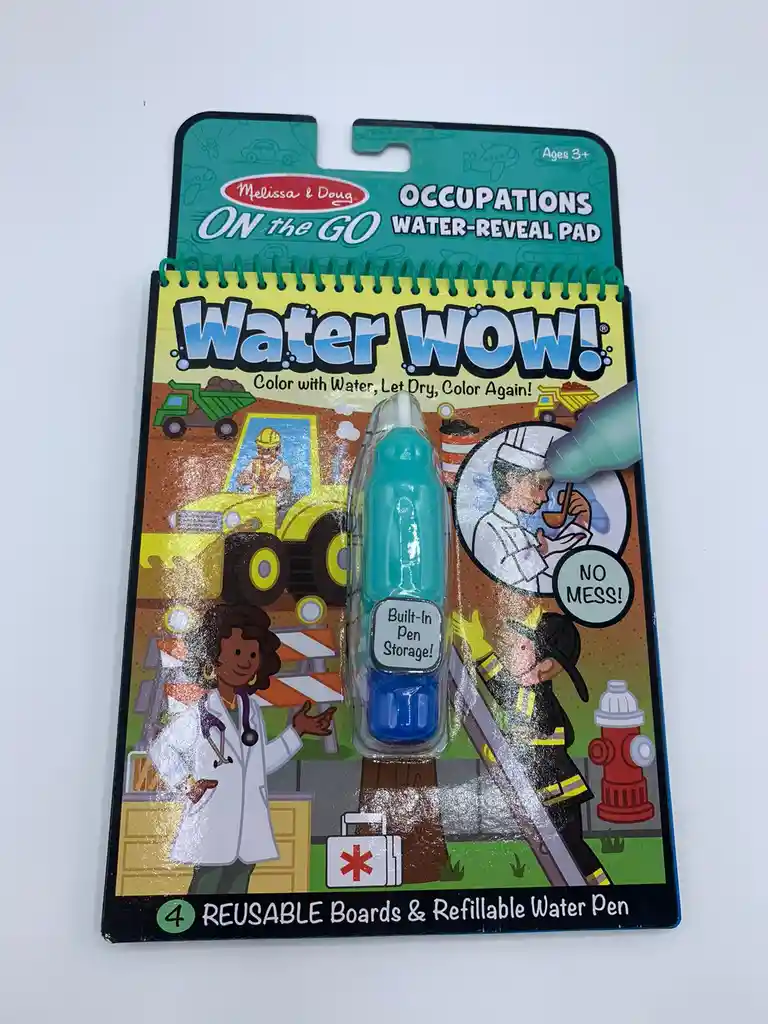 Ages 3+
Melissa & Doug
ON the GO
OCCUPATIONS
WATER-REVEAL PAD
Water WOW!®
Color with Water, Let Dry, Color Again!
NO
MESS!
Built-In
Pen
Storage!
4 REUSABLE Boards & Refillable Water Pen